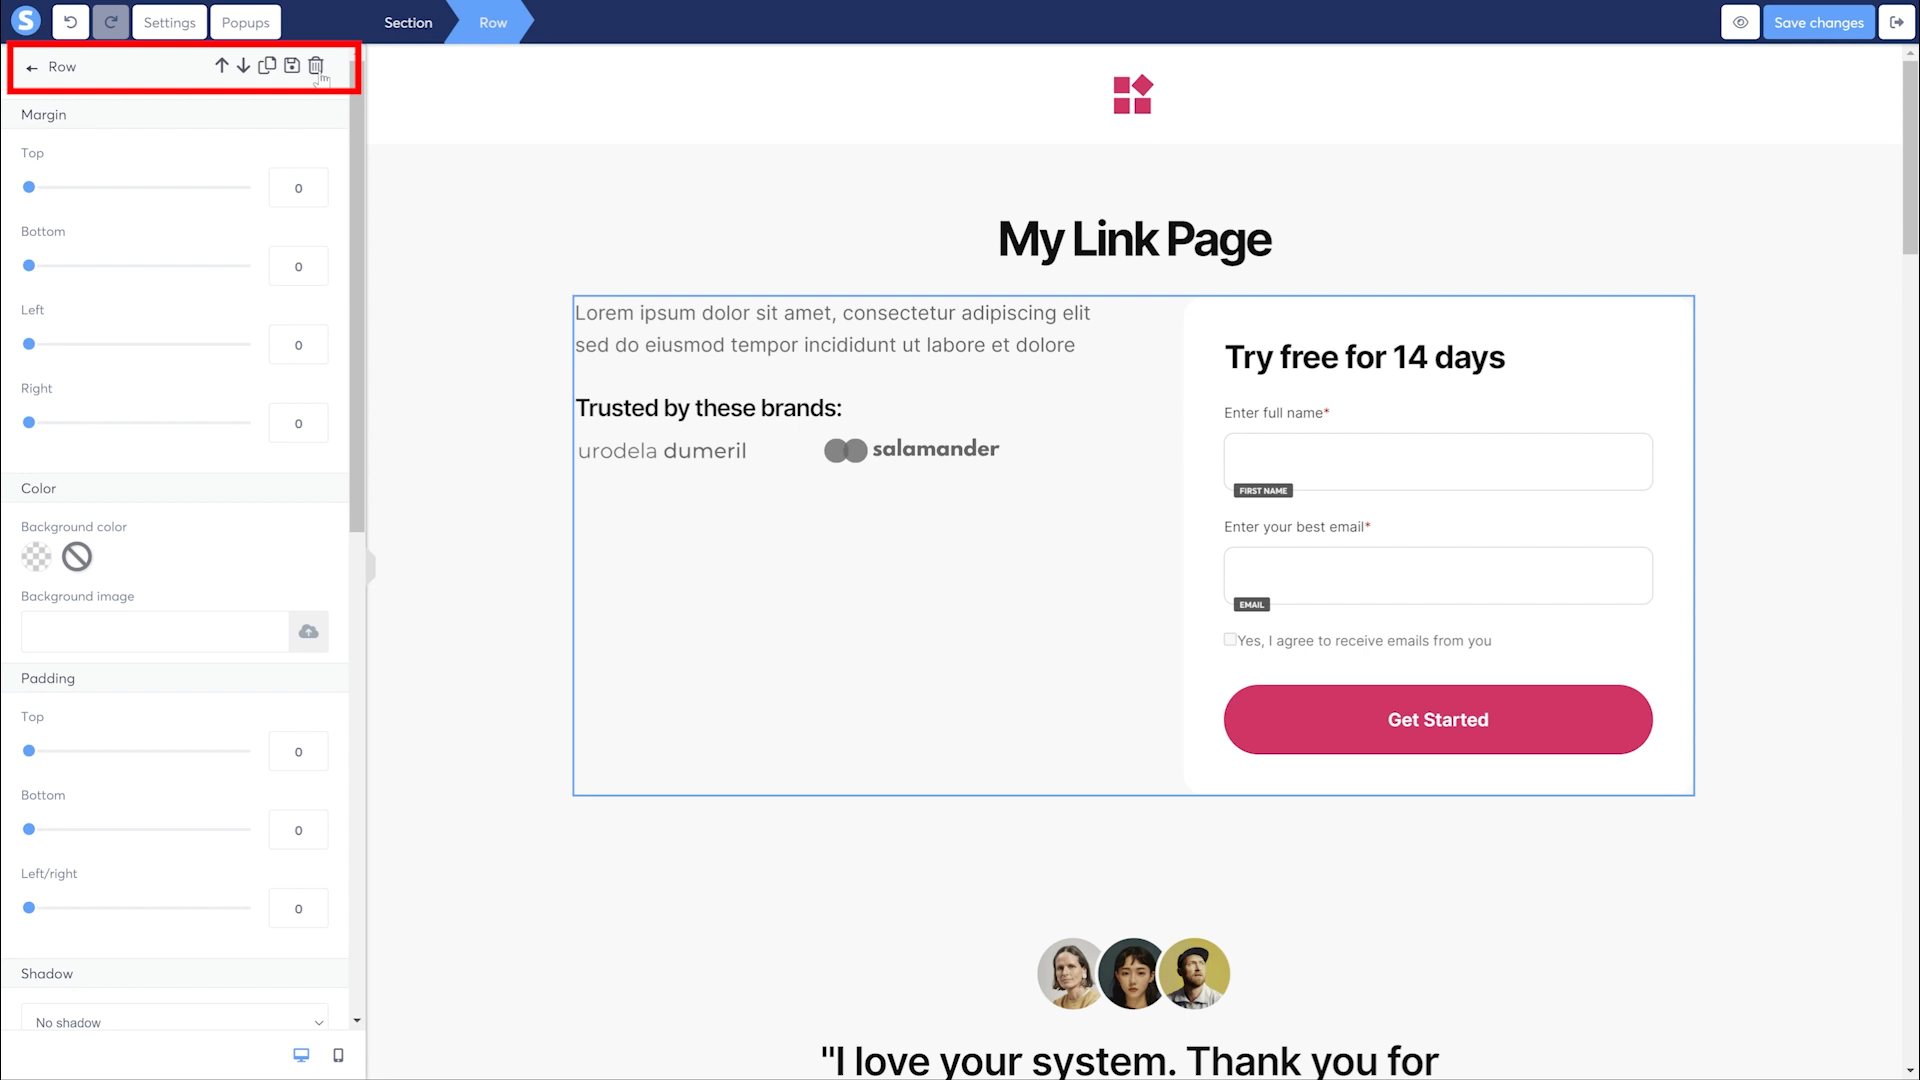 S
Settings
Popups
Section
Row
Save changes
Row
Margin
Top
0
Bottom
0
Left
0
Right
0
Color
Background color
Background image
Padding
Top
0
Bottom
0
Left/right
0
Shadow
No shadow
My Link Page
Lorem ipsum dolor sit amet, consectetur adipiscing elit
sed do eiusmod tempor incididunt ut labore et dolore
Trusted by these brands:
urodela dumeril
salamander
Try free for 14 days
Enter full name*
FIRST NAME
Enter your best email*
EMAIL
Yes, I agree to receive emails from you
Get Started
"I love your system. Thank you for